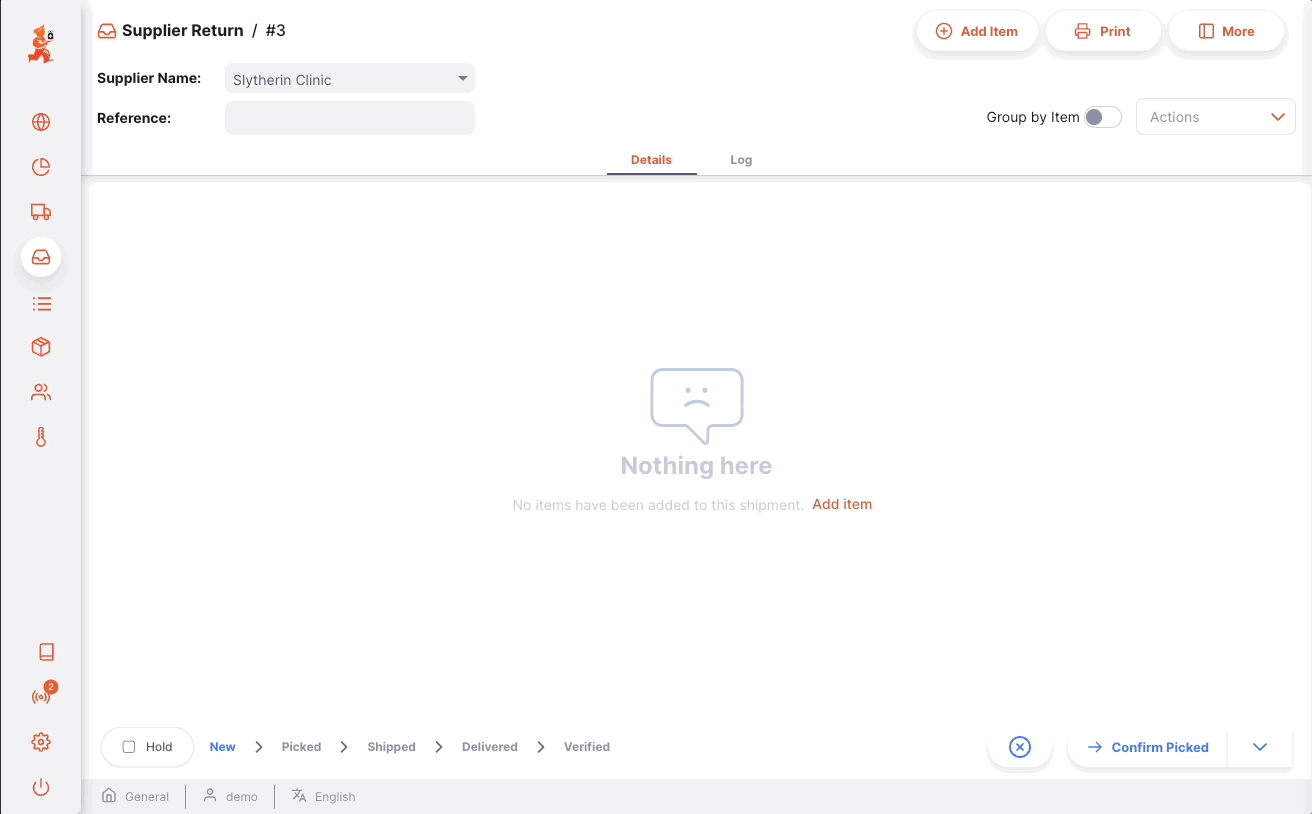 Supplier Return / #3
Add Item
Print
More
Supplier Name:
Slytherin Clinic
Reference:
Group by Item
Actions
Details
Log
Nothing here
No items have been added to this shipment. Add item
2
Hold
New
Picked
Shipped
Delivered
Verified
Confirm Picked
General
demo
English